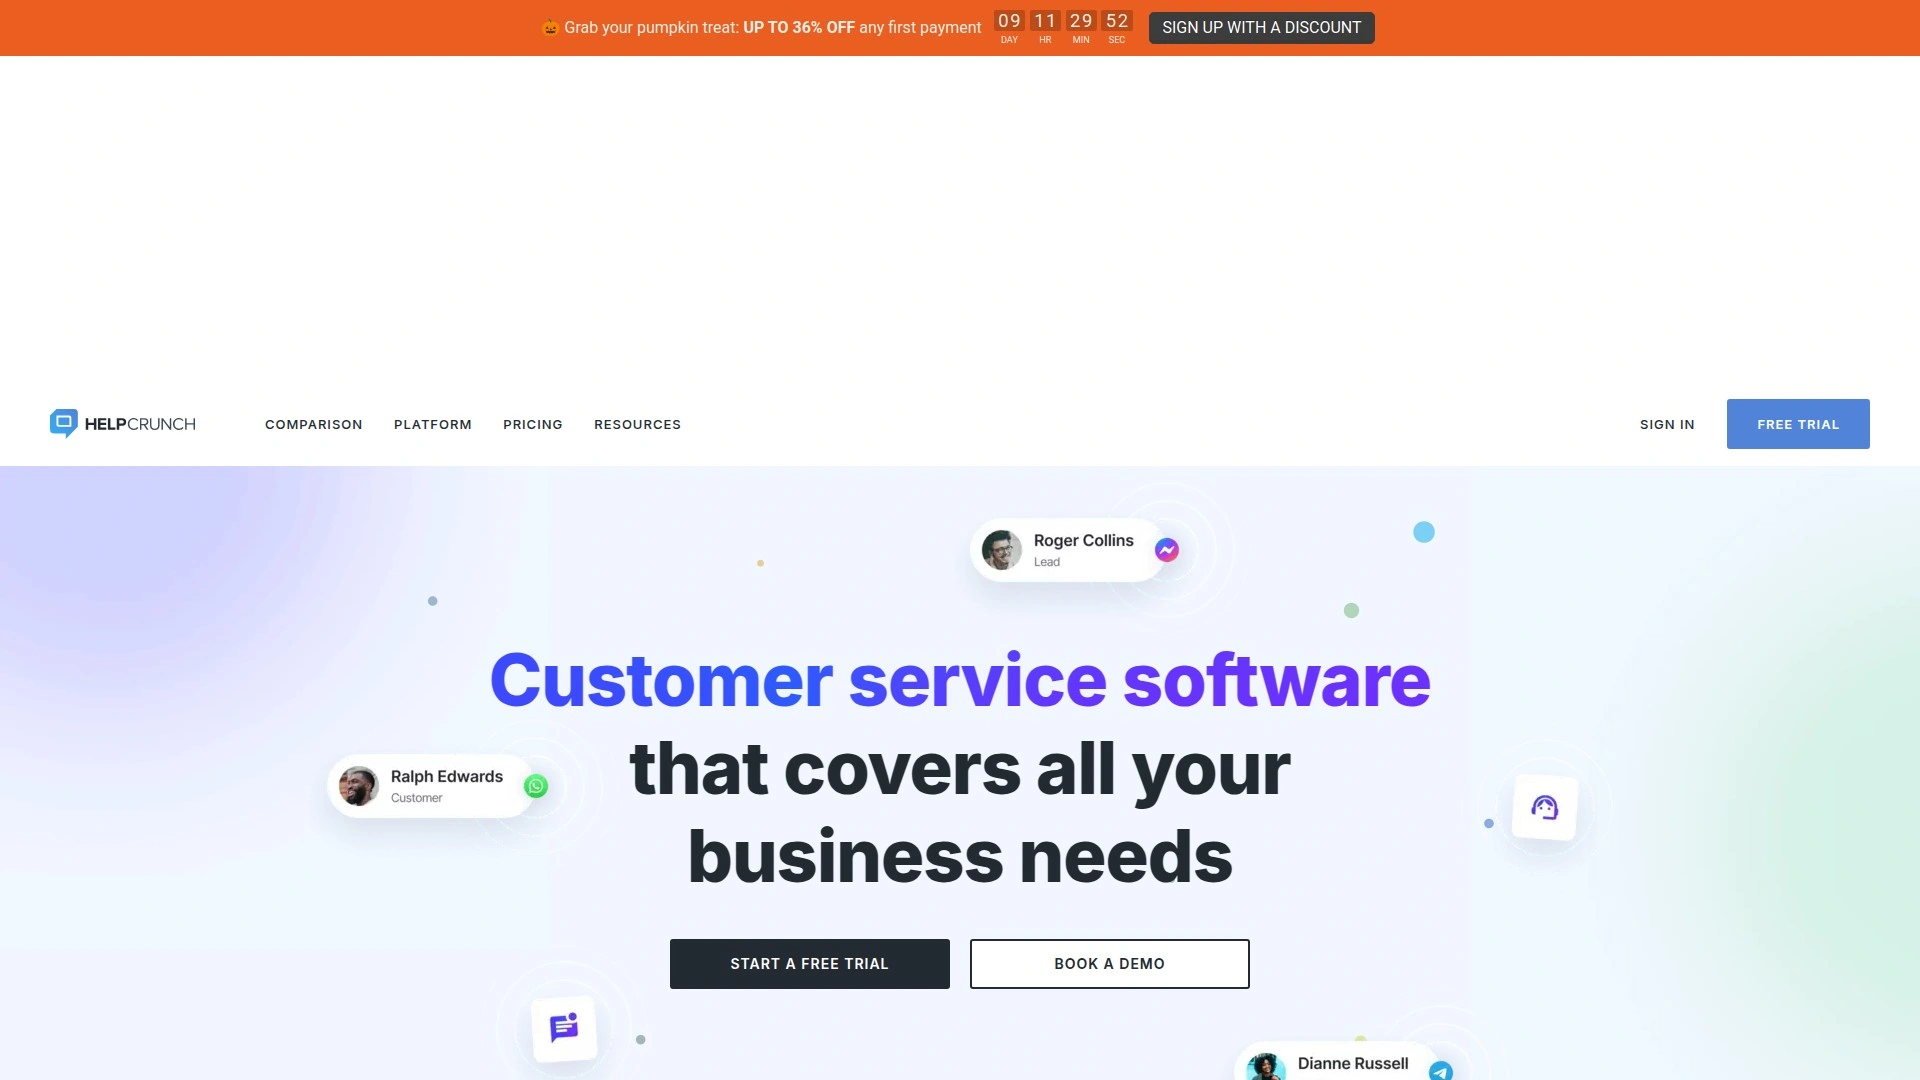 🎃 Grab your pumpkin treat: UP TO 36% OFF any first payment
09 11 29 52
DAY HR MIN SEC
SIGN UP WITH A DISCOUNT
HELPCRUNCH
COMPARISON PLATFORM PRICING RESOURCES
SIGN IN
FREE TRIAL
Roger Collins
Lead
Customer service software
that covers all your
business needs
Ralph Edwards
Customer
START A FREE TRIAL
BOOK A DEMO
Dianne Russell